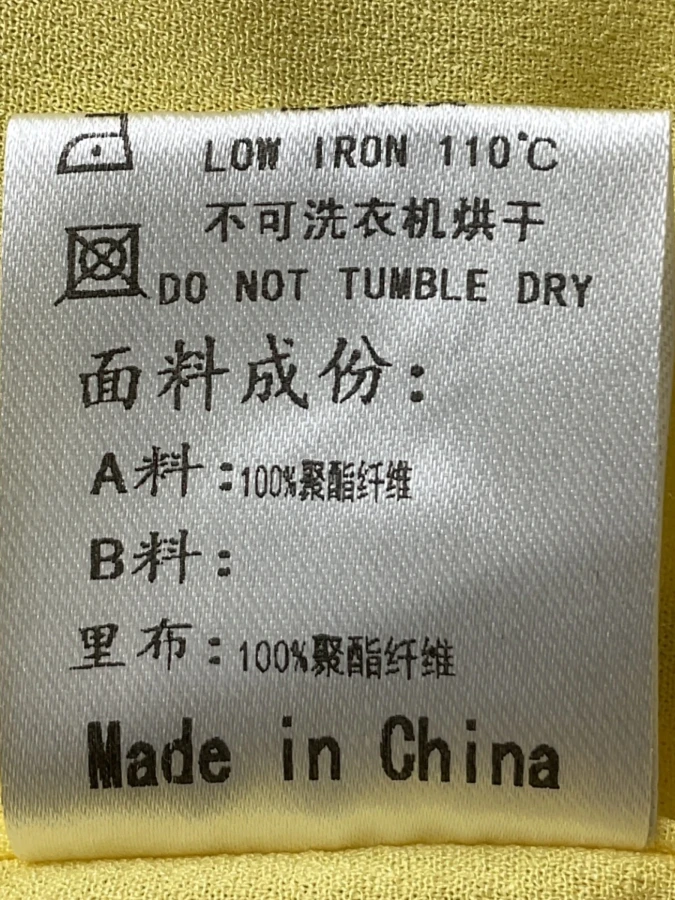 LOW IRON 110℃
不可洗衣机烘干
DO NOT TUMBLE DRY
面料成份:
A料:100%聚酯纤维
B料:
里布:100%聚酯纤维
Made in China